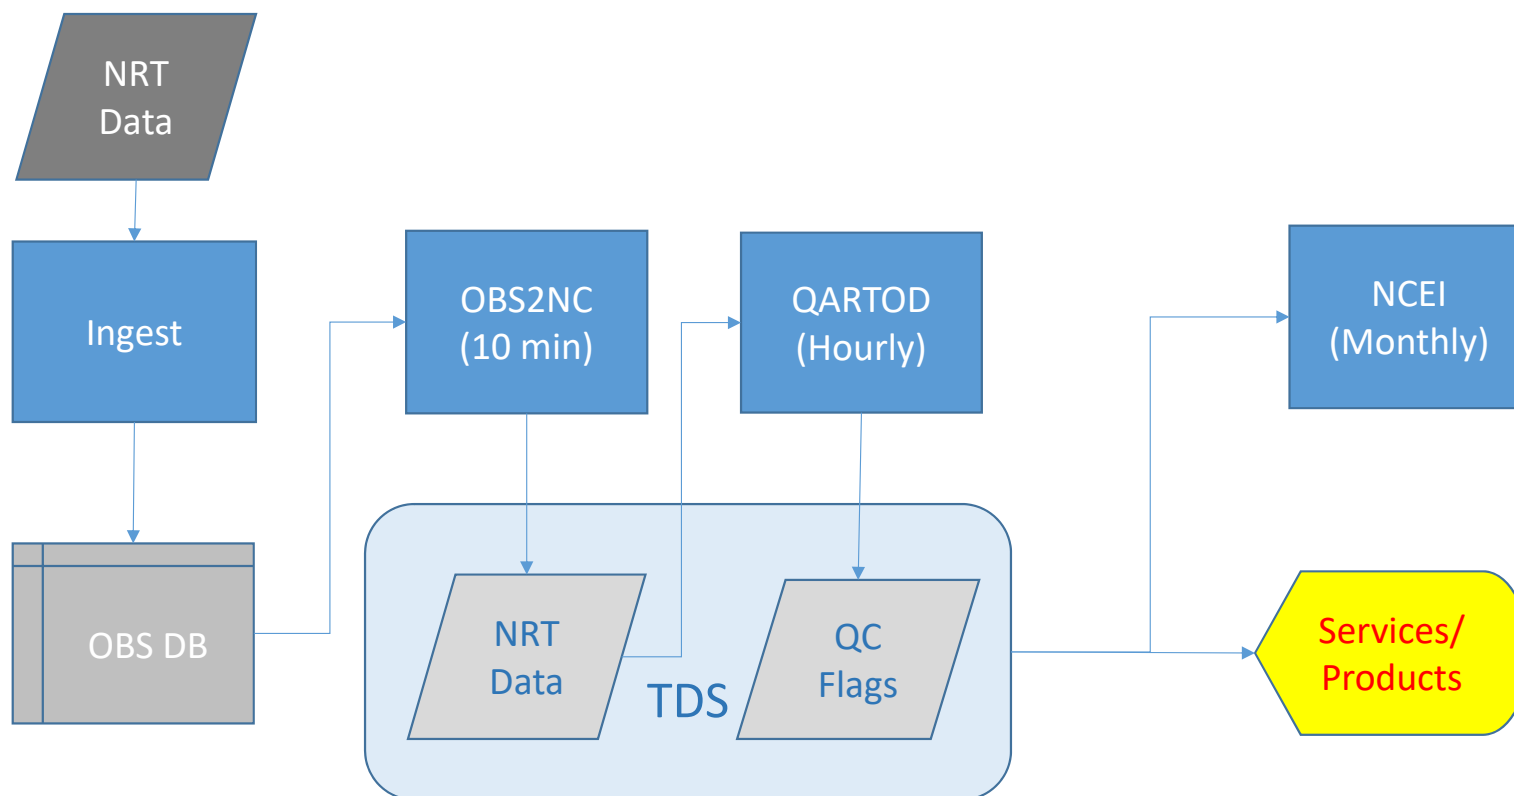 NRT
Data
Ingest
OBS DB
OBS2NC
(10 min)
QARTOD
(Hourly)
NRT
Data
TDS
QC
Flags
NCEI
(Monthly)
Services/
Products